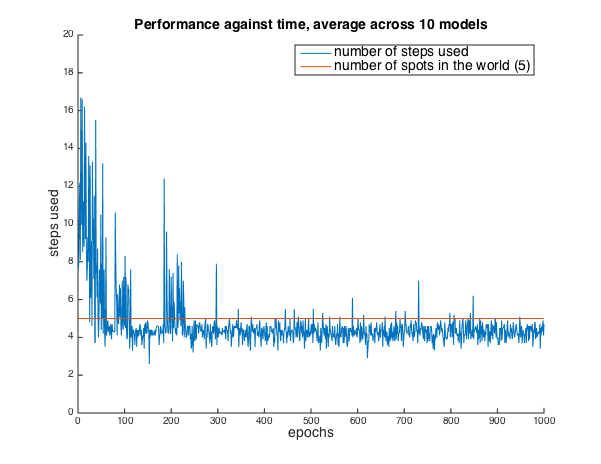 Performance against time, average across 10 models
number of steps used
number of spots in the world (5)
steps used
20
18
16
14
12
10
8
6
4
2
0
0 100 200 300 400 500 600 700 800 900 1000
epochs